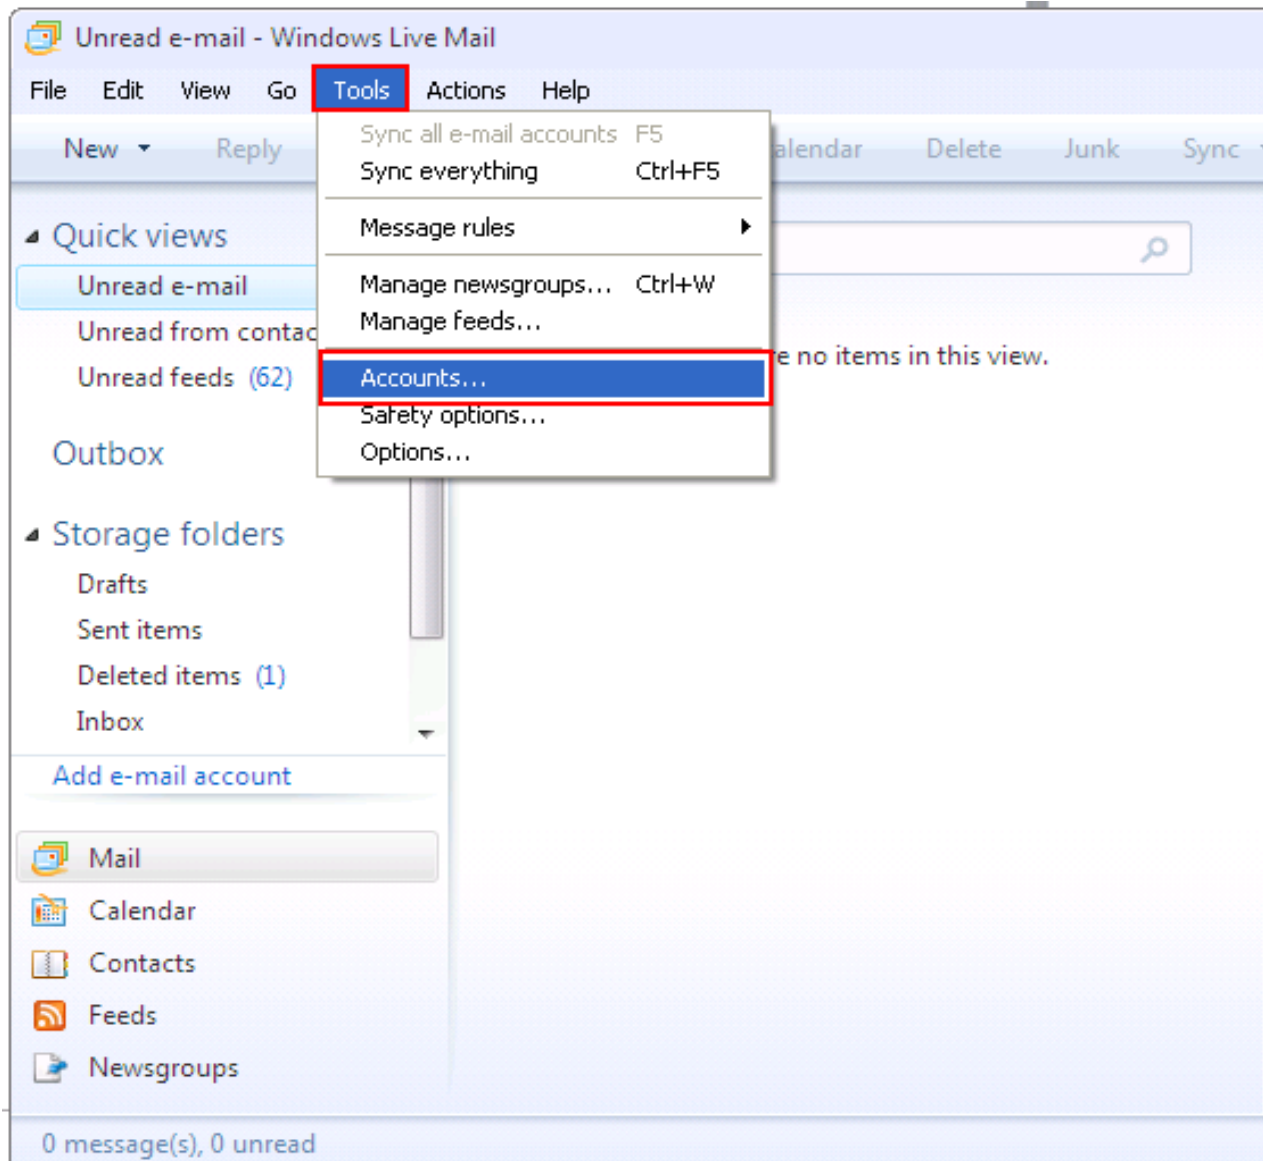 Unread e-mail - Windows Live Mail
File Edit View Go Tools Actions Help
New Reply alendar Delete Junk Sync
Sync all e-mail accounts F5
Sync everything Ctrl+F5
Message rules
Manage newsgroups... Ctrl+W
Manage feeds...
Accounts...
Safety options...
Options...
Quick views
Unread e-mail
Unread from contac
Unread feeds (62)
e no items in this view.
Outbox
Storage folders
Drafts
Sent items
Deleted items (1)
Inbox
Add e-mail account
Mail
Calendar
Contacts
Feeds
Newsgroups
0 message(s), 0 unread